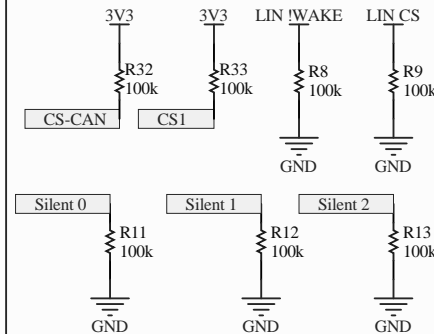 3V3 3V3 LIN !WAKE LIN CS
R32 R33 R8 R9
100k 100k 100k 100k
CS-CAN CS1
GND GND
Silent 0 Silent 1 Silent 2
R11 R12 R13
100k 100k 100k
GND GND GND